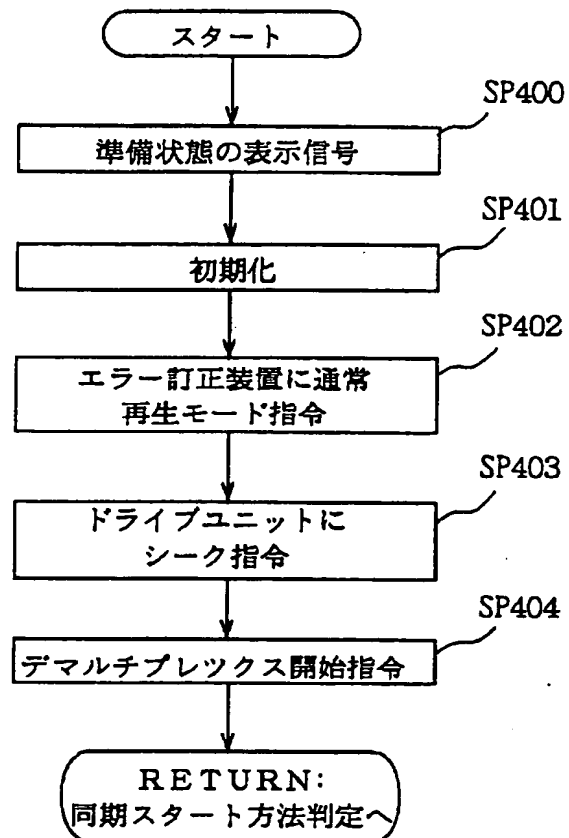 スタート
SP400
準備状態の表示信号
SP401
初期化
SP402
エラー訂正装置に通常
再生モード指令
SP403
ドライブユニットに
シーク指令
SP404
デマルチプレツクス開始指令
RETURN:
同期スタート方法判定へ